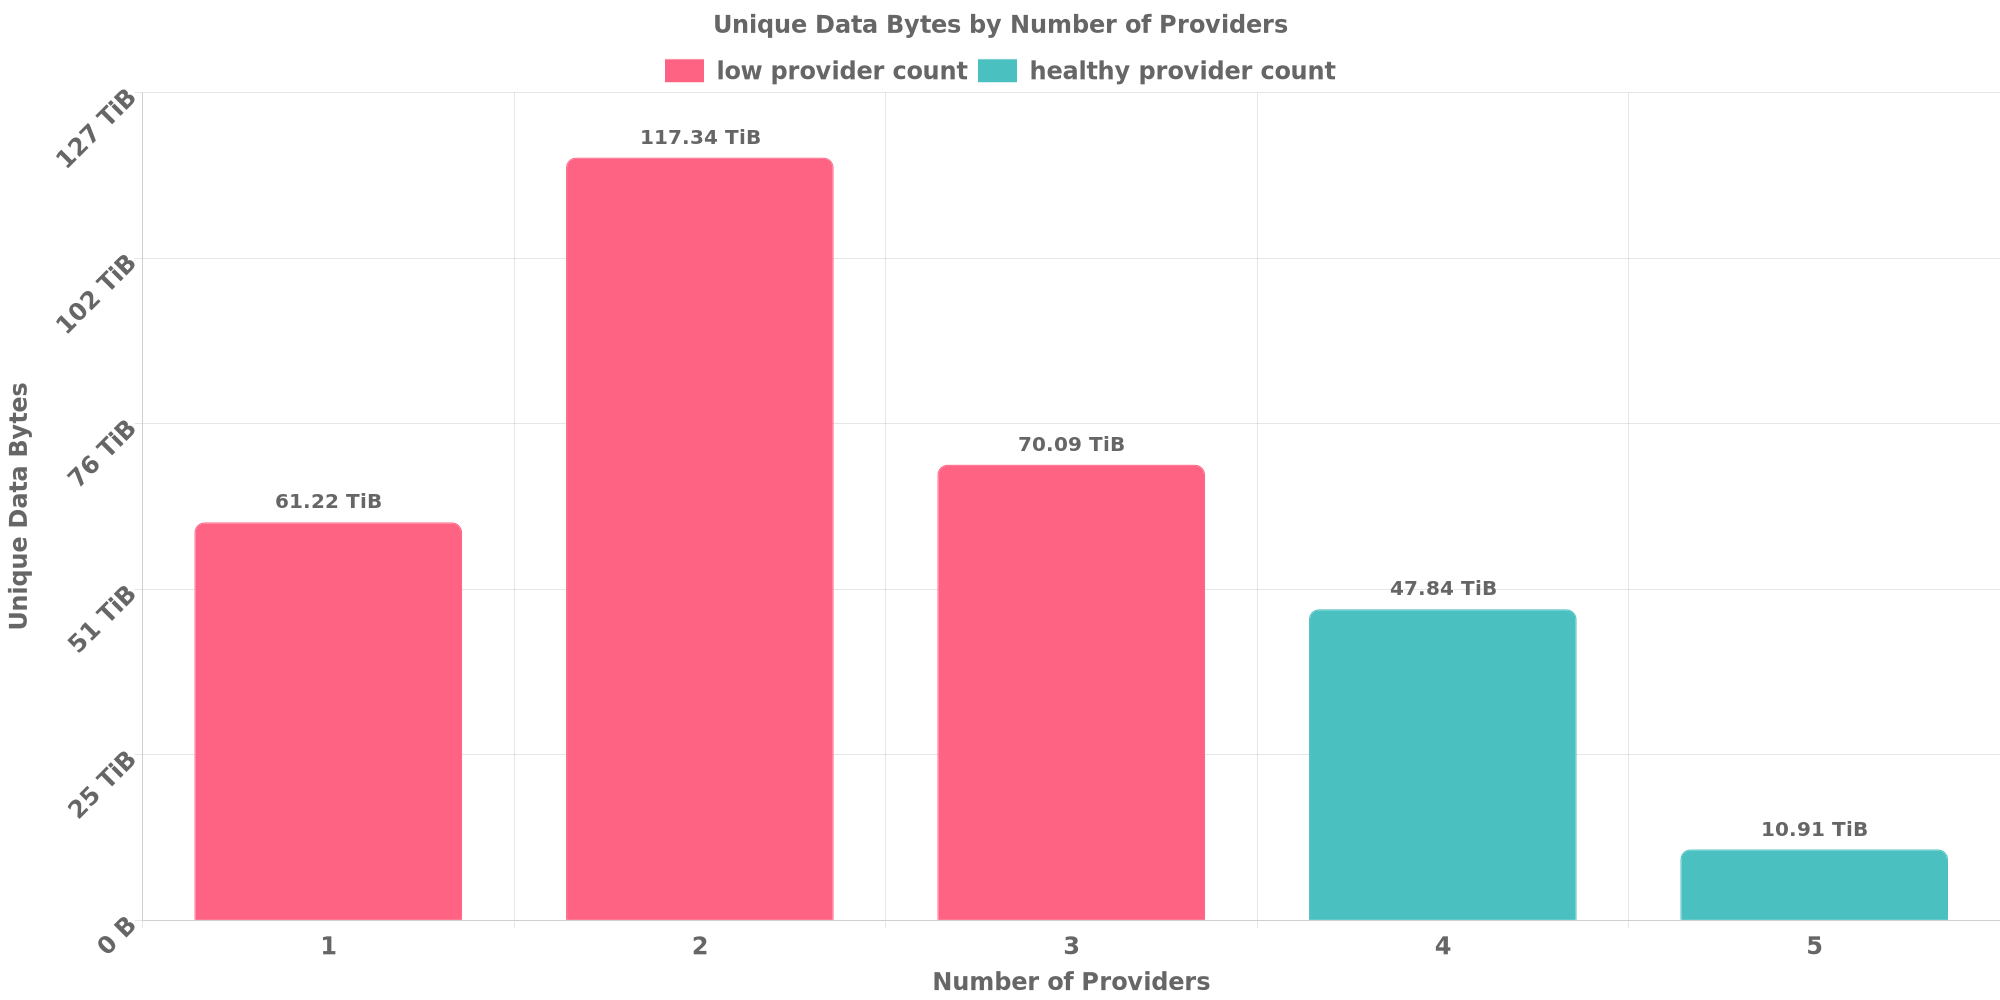 Unique Data Bytes by Number of Providers
low provider count
healthy provider count
127 TiB
102 TiB
76 TiB
51 TiB
25 TiB
0 B
Unique Data Bytes
61.22 TiB
117.34 TiB
70.09 TiB
47.84 TiB
10.91 TiB
1
2
3
4
5
Number of Providers